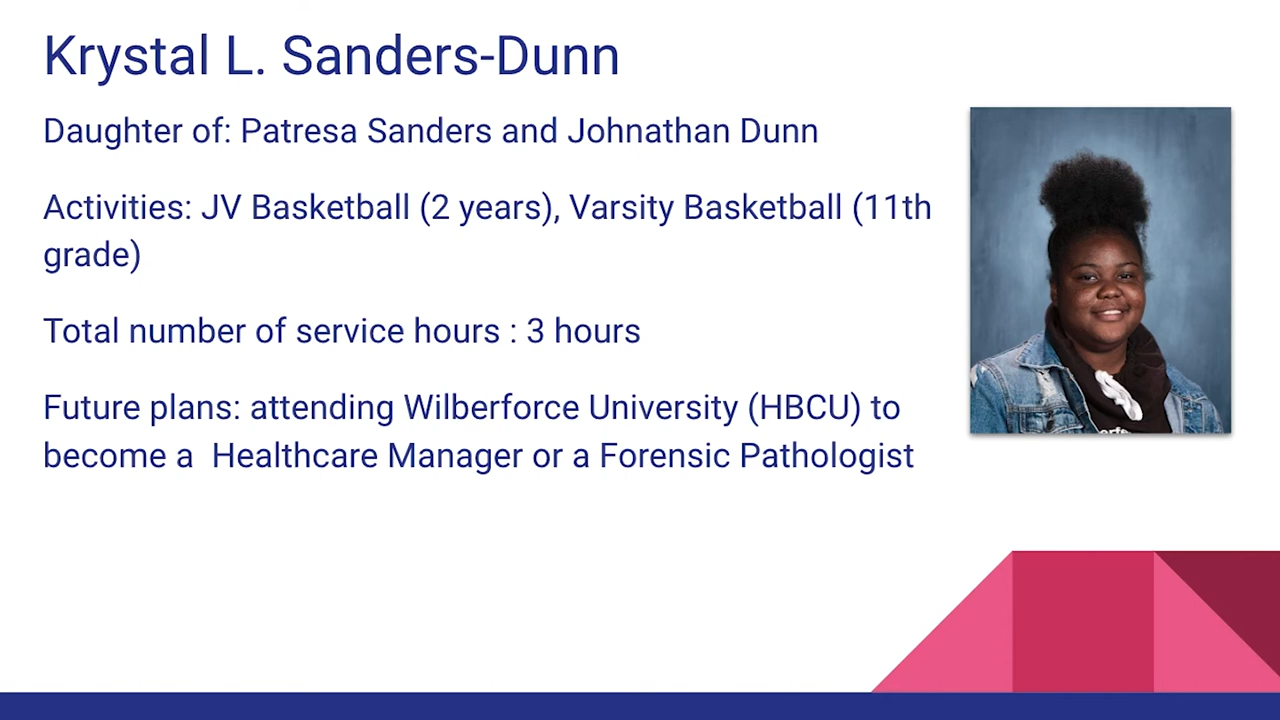 Krystal L. Sanders-Dunn
Daughter of: Patresa Sanders and Johnathan Dunn
Activities: JV Basketball (2 years), Varsity Basketball (11th
grade)
Total number of service hours : 3 hours
Future plans: attending Wilberforce University (HBCU) to
become a  Healthcare Manager or a Forensic Pathologist